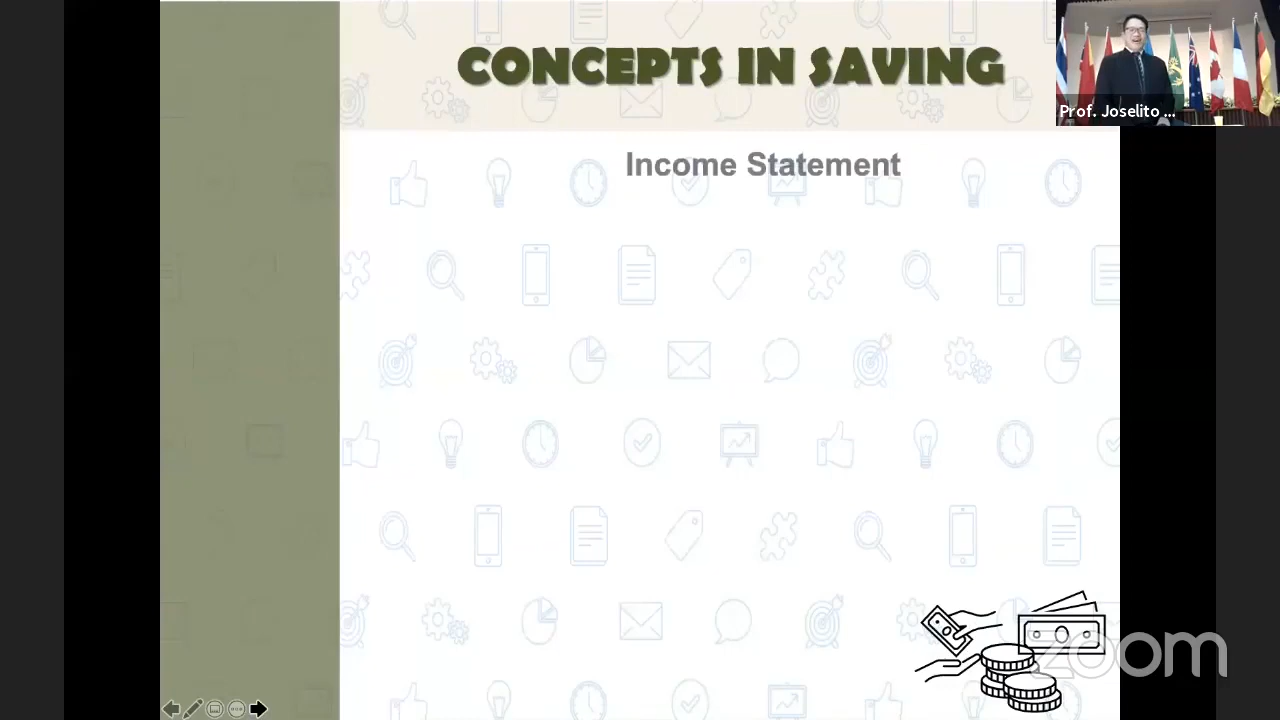 CONCEPTS IN SAVING
Prof. Joselito ...
Income Statement
zoom